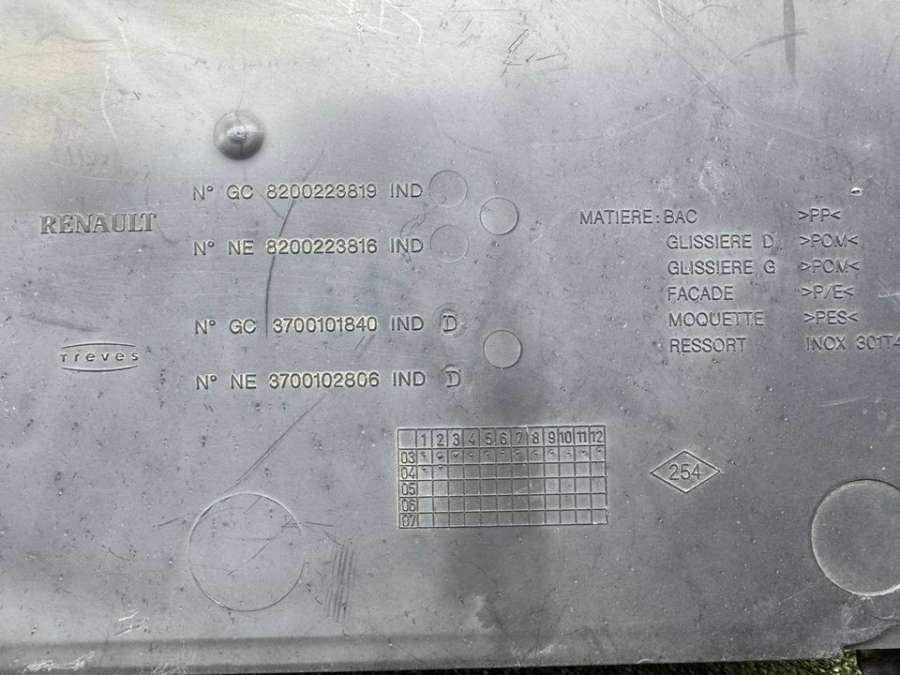 RENAULT
N° GC 8200223819 IND
N° NE 8200223816 IND
treves
N° GC 3700101840 IND D
N° NE 3700102806 IND D
MATIERE: BAC >PP<
GLISSIERE D >POM<
GLISSIERE G >POM<
FAÇADE >P/E<
MOQUETTE >PES<
RESSORT INOX 301T4
1 2 3 4 5 6 7 8 9 10 11 12
03
04
05
06
07
254